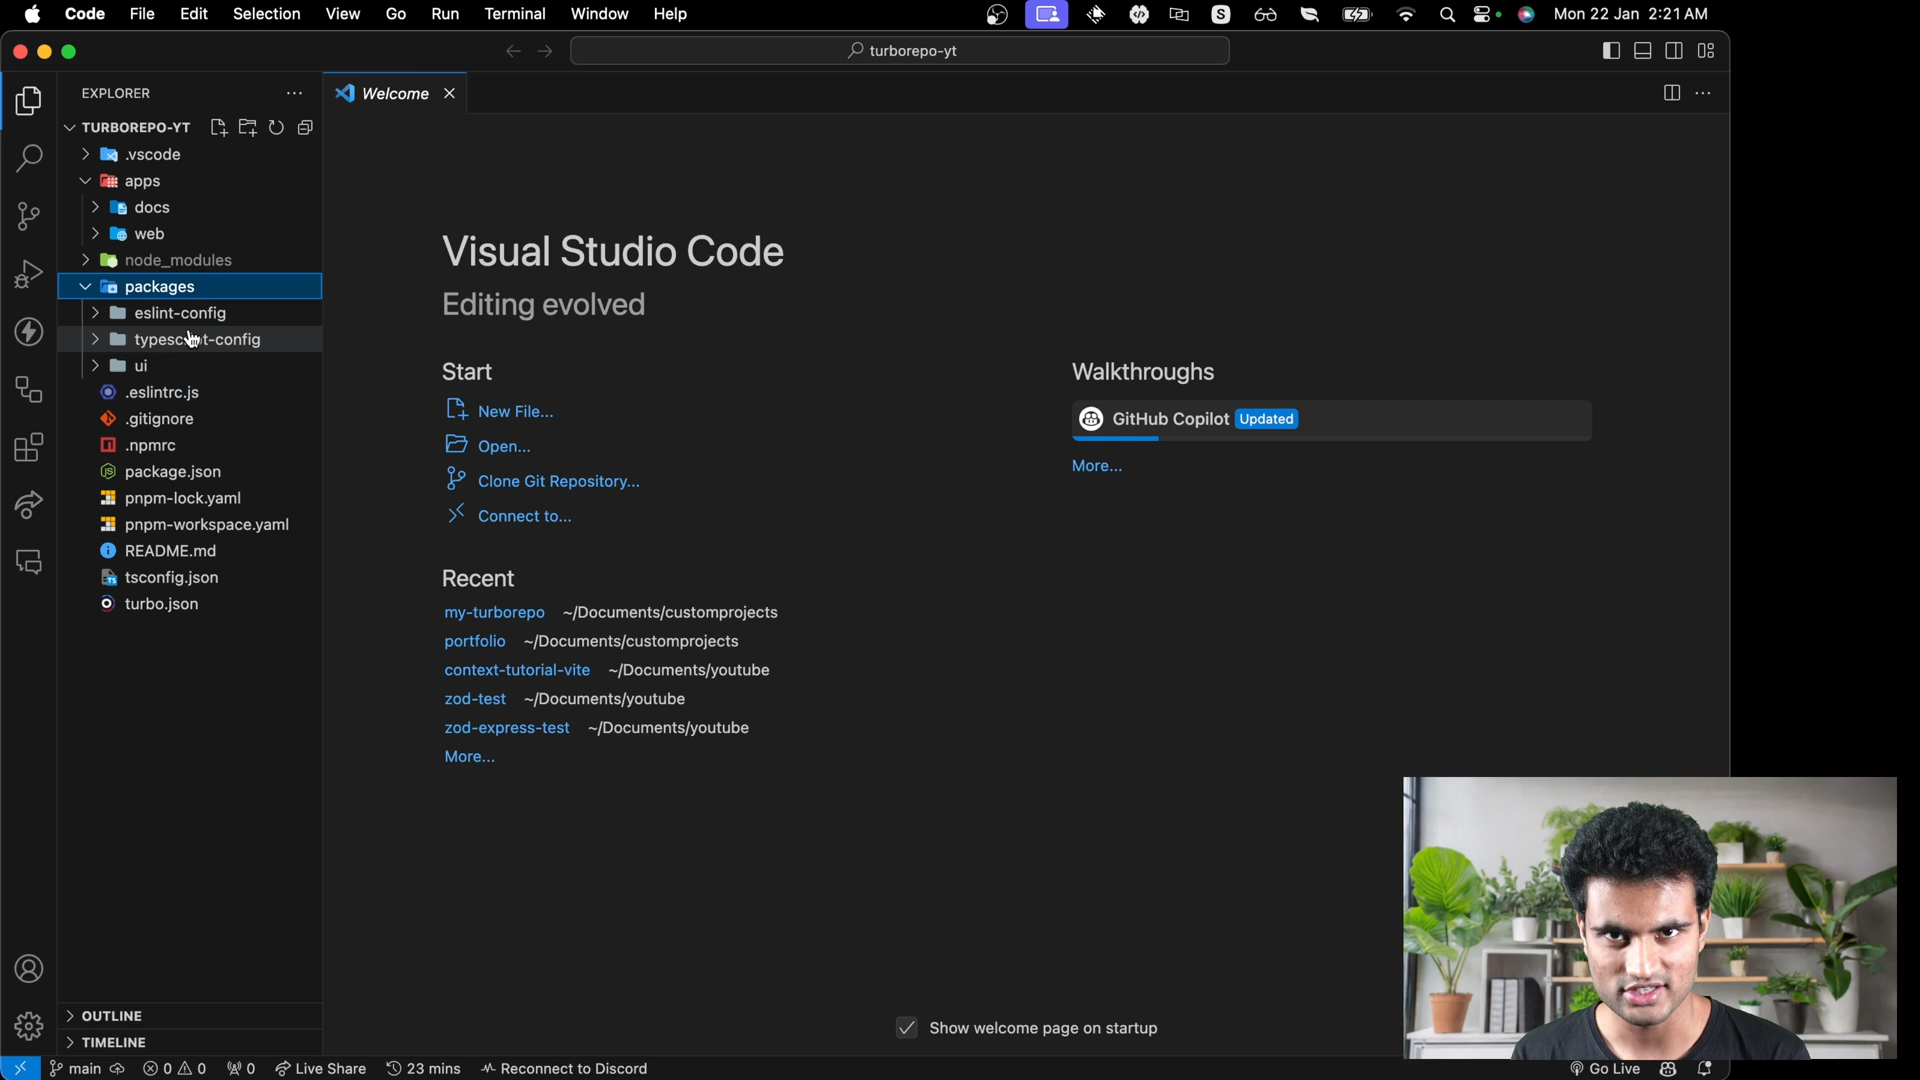 Code File Edit Selection View Go Run Terminal Window Help
S
Mon 22 Jan 2:21 AM
turborepo-yt
EXPLORER
Welcome
TURBOREPO-YT
.vscode
apps
docs
web
node_modules
packages
eslint-config
typescript-config
ui
.eslintrc.js
.gitignore
.npmrc
package.json
pnpm-lock.yaml
pnpm-workspace.yaml
README.md
tsconfig.json
turbo.json
OUTLINE
TIMELINE
Visual Studio Code
Editing evolved
Start
New File...
Open...
Clone Git Repository...
Connect to...
Recent
my-turborepo ~/Documents/customprojects
portfolio ~/Documents/customprojects
context-tutorial-vite ~/Documents/youtube
zod-test ~/Documents/youtube
zod-express-test ~/Documents/youtube
More...
Walkthroughs
GitHub Copilot Updated
More...
Show welcome page on startup
main 0 0 0 Live Share 23 mins Reconnect to Discord Go Live